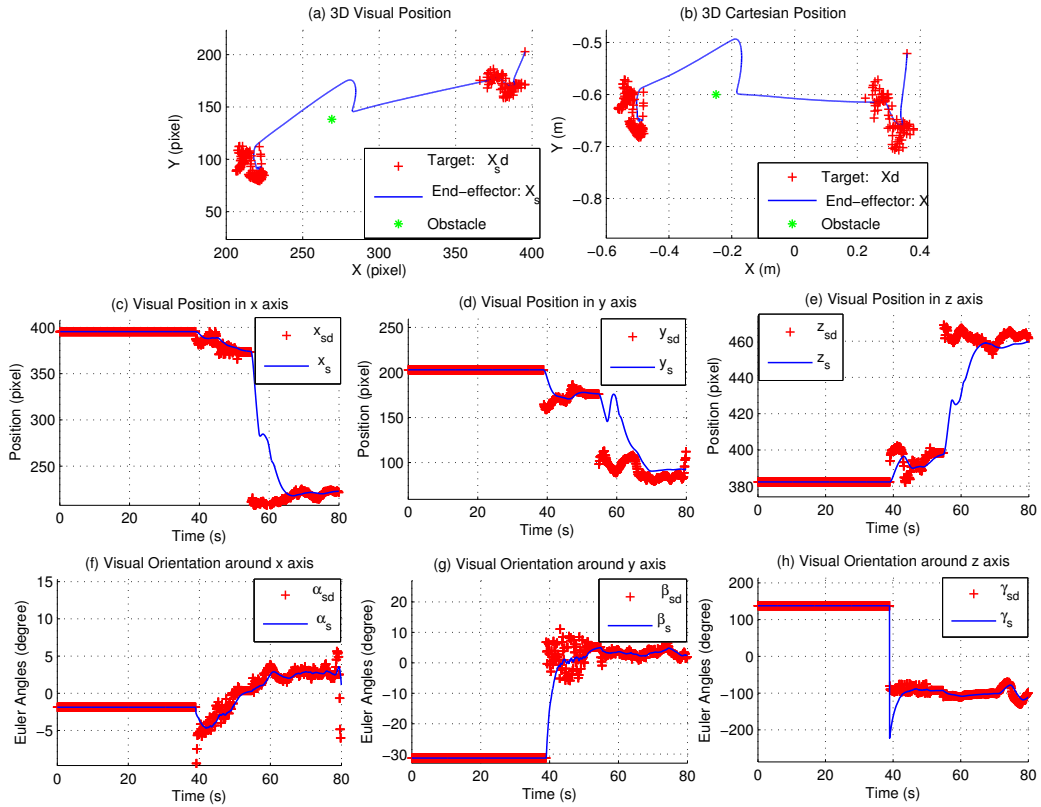 (a) 3D Visual Position
200
150
100
50
Y (pixel)
200
250
300
350
400
X (pixel)
+ Target: X_sd
End-effector: X_s
* Obstacle
(b) 3D Cartesian Position
−0.5
−0.6
−0.7
−0.8
Y (m)
−0.6
−0.4
−0.2
0
0.2
0.4
X (m)
+ Target: Xd
End-effector: X
* Obstacle
(c) Visual Position in x axis
400
350
300
250
Position (pixel)
0
20
40
60
80
Time (s)
x_sd
x_s
(d) Visual Position in y axis
250
200
150
100
50
Position (pixel)
0
20
40
60
80
Time (s)
y_sd
y_s
(e) Visual Position in z axis
460
440
420
400
380
Position (pixel)
0
20
40
60
80
Time (s)
z_sd
z_s
(f) Visual Orientation around x axis
15
10
5
0
−5
Euler Angles (degree)
0
20
40
60
80
Time (s)
α_sd
α_s
(g) Visual Orientation around y axis
20
10
0
−10
−20
−30
Euler Angles (degree)
0
20
40
60
80
Time (s)
β_sd
β_s
(h) Visual Orientation around z axis
200
100
0
−100
−200
Euler Angles (degree)
0
20
40
60
80
Time (s)
γ_sd
γ_s